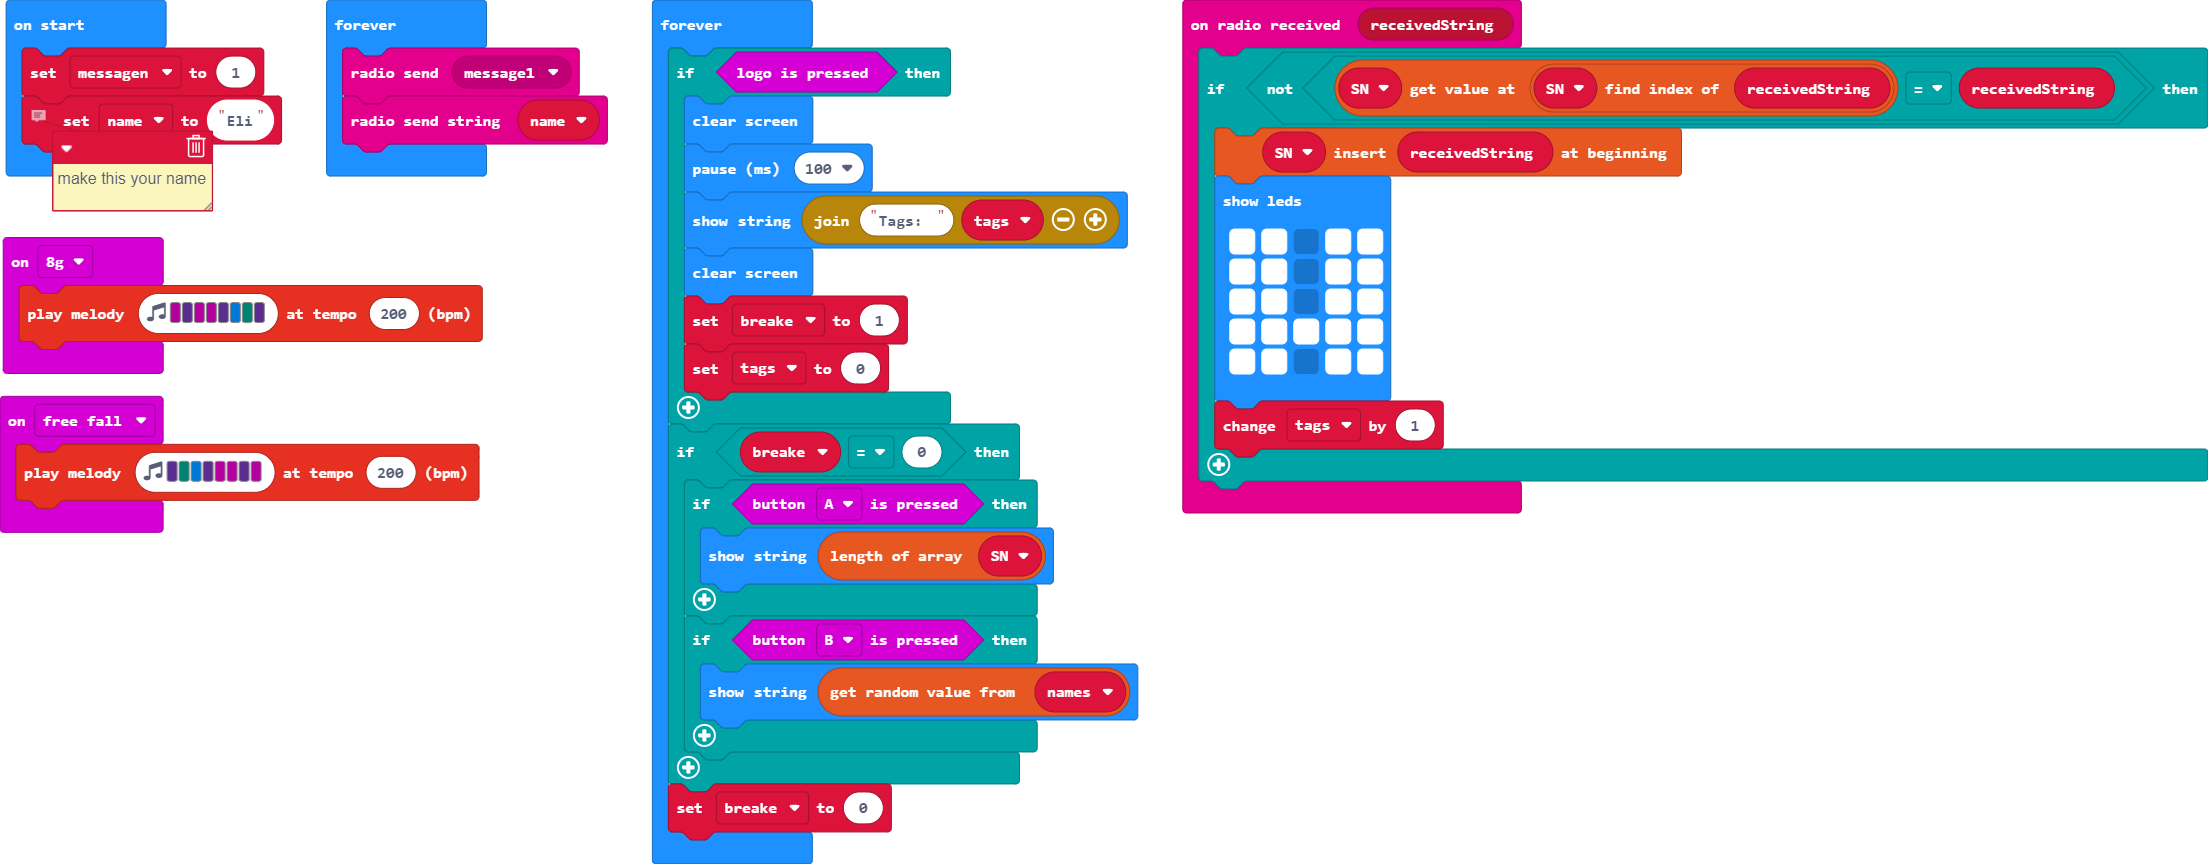 on start
set messagen to 1
set name to "Eli"
make this your name
forever
radio send message1
radio send string name
on 8g
play melody at tempo 200 (bpm)
on free fall
play melody at tempo 200 (bpm)
forever
if logo is pressed then
clear screen
pause (ms) 100
show string join "Tags: " tags
clear screen
set breake to 1
set tags to 0
if breake = 0 then
if button A is pressed then
show string length of array SN
if button B is pressed then
show string get random value from names
set breake to 0
on radio received receivedString
if not SN get value at SN find index of receivedString = receivedString then
SN insert receivedString at beginning
show leds
change tags by 1